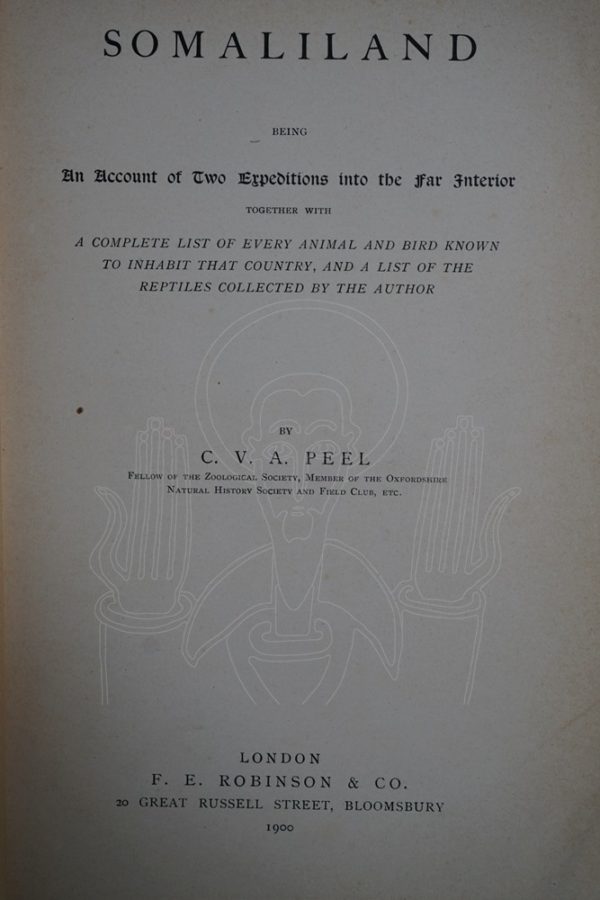 SOMALILAND
BEING
An Account of Two Expeditions into the Far Interior
TOGETHER WITH
A COMPLETE LIST OF EVERY ANIMAL AND BIRD KNOWN
TO INHABIT THAT COUNTRY, AND A LIST OF THE
REPTILES COLLECTED BY THE AUTHOR
BY
C. V. A. PEEL
FELLOW OF THE ZOOLOGICAL SOCIETY, MEMBER OF THE OXFORDSHIRE
NATURAL HISTORY SOCIETY AND FIELD CLUB, ETC.
LONDON
F. E. ROBINSON & CO.
20 GREAT RUSSELL STREET, BLOOMSBURY
1900